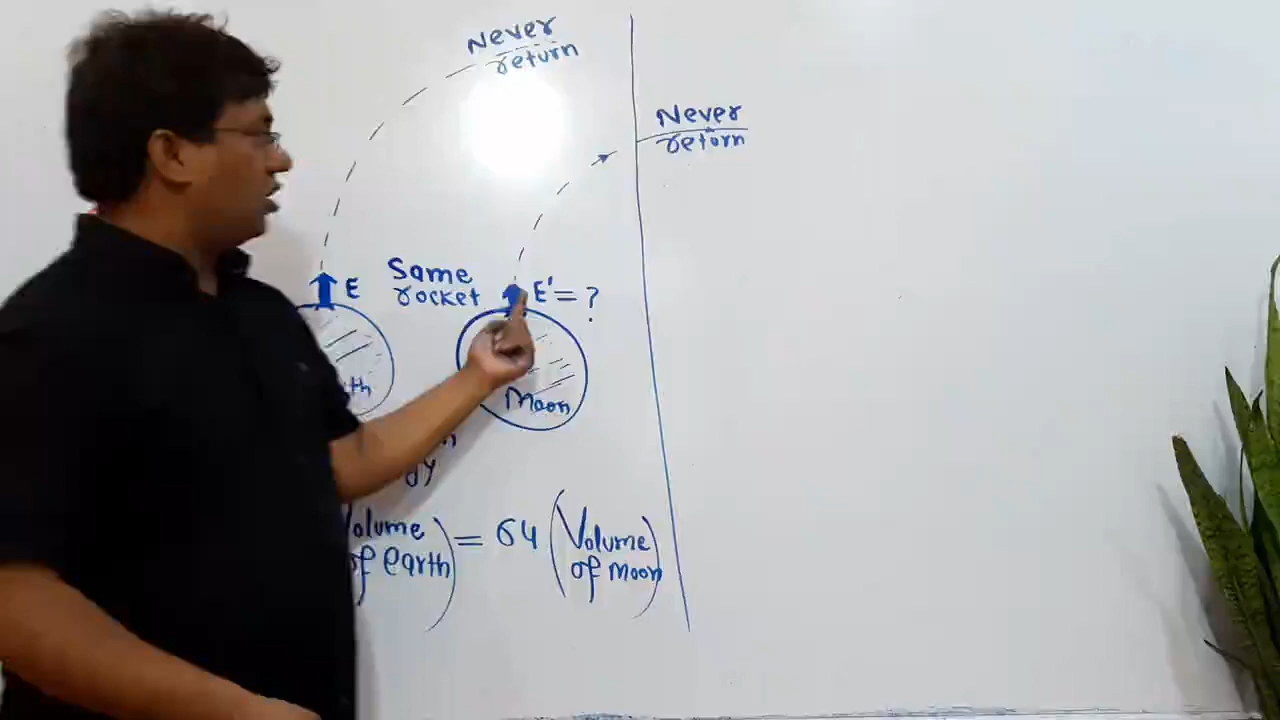 Never
return
Never
return
E
Same
rocket
E' = ?
Moon
Volume
of earth
= 64
Volume
of moon